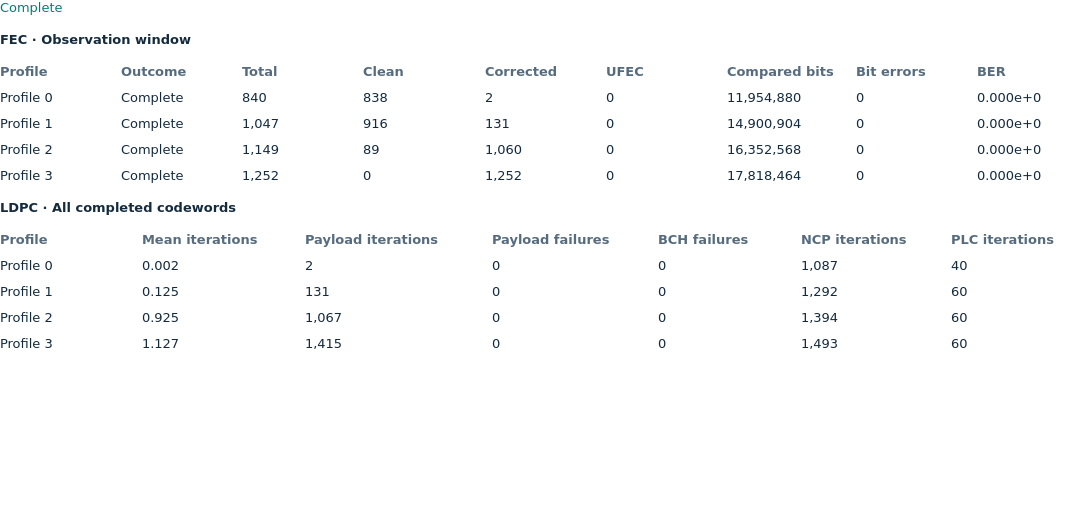 Complete
FEC · Observation window
Profile Outcome Total Clean Corrected UFEC Compared bits Bit errors BER
Profile 0 Complete 840 838 2 0 11,954,880 0 0.000e+0
Profile 1 Complete 1,047 916 131 0 14,900,904 0 0.000e+0
Profile 2 Complete 1,149 89 1,060 0 16,352,568 0 0.000e+0
Profile 3 Complete 1,252 0 1,252 0 17,818,464 0 0.000e+0
LDPC · All completed codewords
Profile Mean iterations Payload iterations Payload failures BCH failures NCP iterations PLC iterations
Profile 0 0.002 2 0 0 1,087 40
Profile 1 0.125 131 0 0 1,292 60
Profile 2 0.925 1,067 0 0 1,394 60
Profile 3 1.127 1,415 0 0 1,493 60